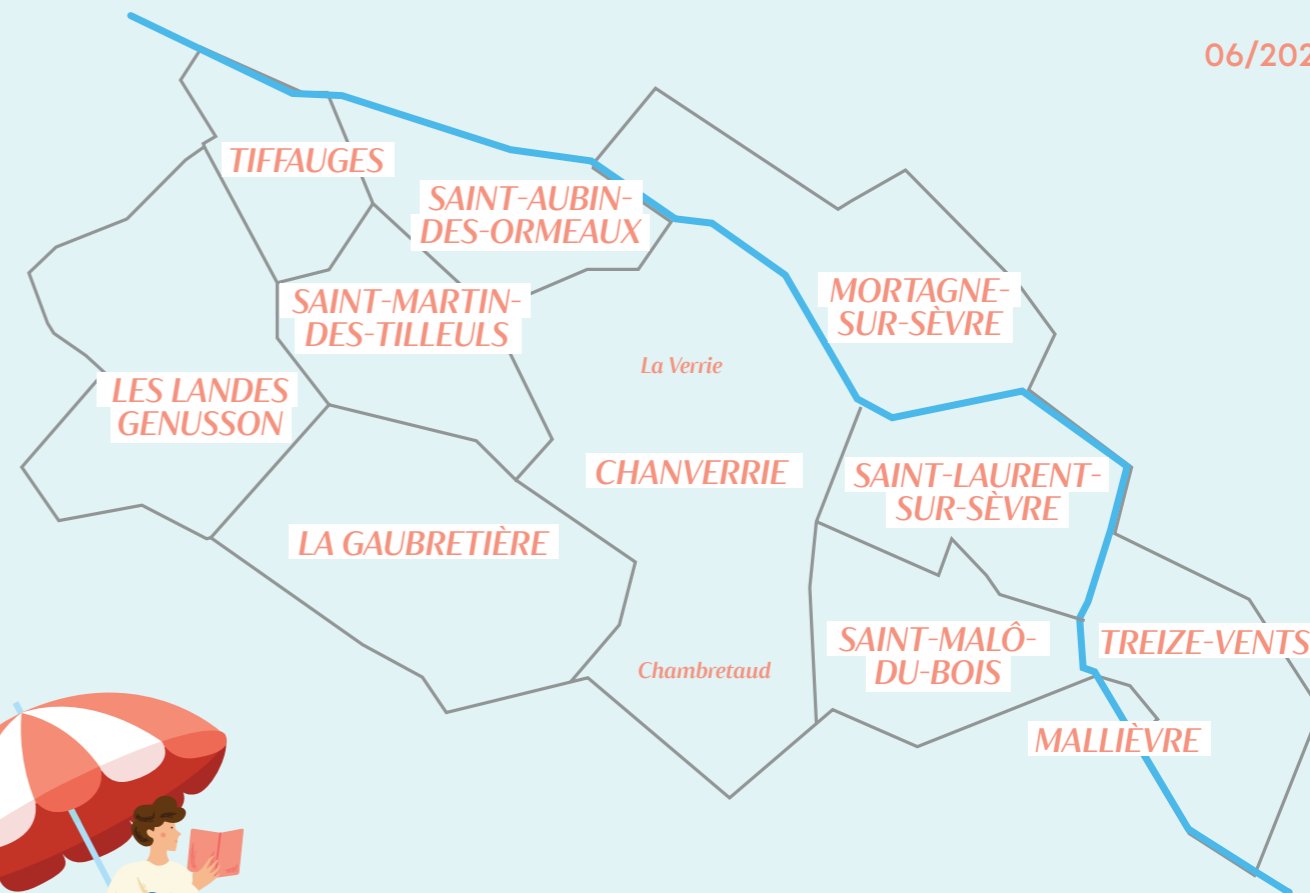 06/202
TIFFAUGES
SAINT-AUBIN-
DES-ORMEAUX
SAINT-MARTIN-
DES-TILLEULS
MORTAGNE-
SUR-SÈVRE
La Verrie
LES LANDES
GENUSSON
CHANVERRIE
SAINT-LAURENT-
SUR-SÈVRE
LA GAUBRETIÈRE
SAINT-MALÔ-
DU-BOIS
TREIZE-VENTS
Chambretaud
MALLIÈVRE